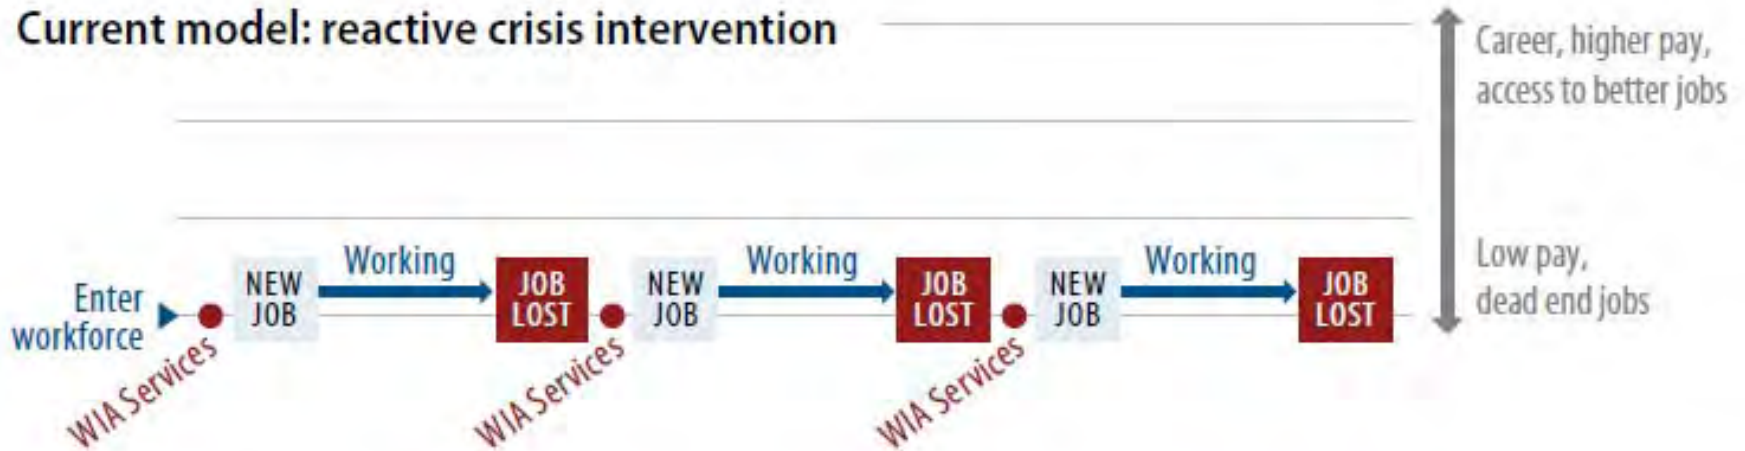 Current model: reactive crisis intervention
Career, higher pay,
access to better jobs
Low pay,
dead end jobs
Enter
workforce
WIA Services
NEW
JOB
Working
JOB
LOST
WIA Services
NEW
JOB
Working
JOB
LOST
WIA Services
NEW
JOB
Working
JOB
LOST